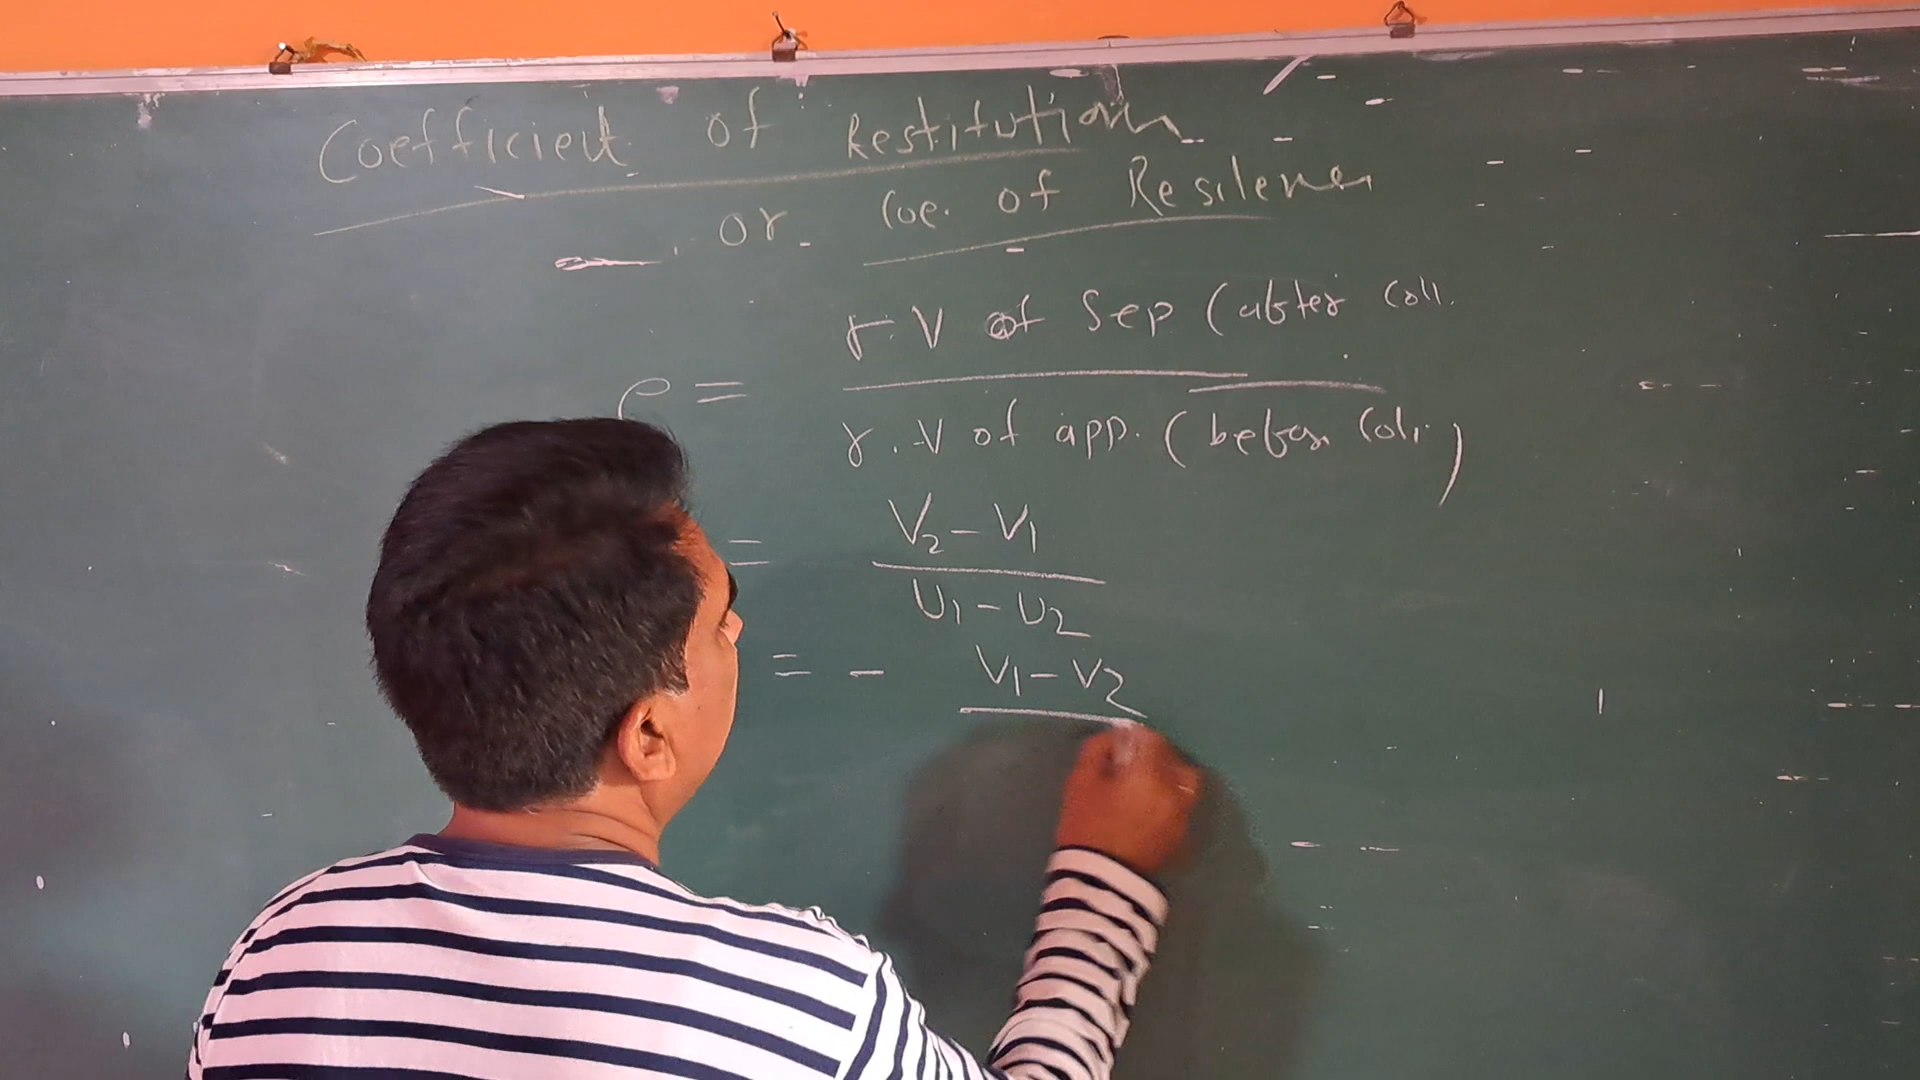 Coefficient of Restitution
or Coe. of Resilence
r.V of Sep (after Coll.
e =
r.V of app. (before Coll.)
= V₂ - V₁
U₁ - U₂
= - V₁ - V₂